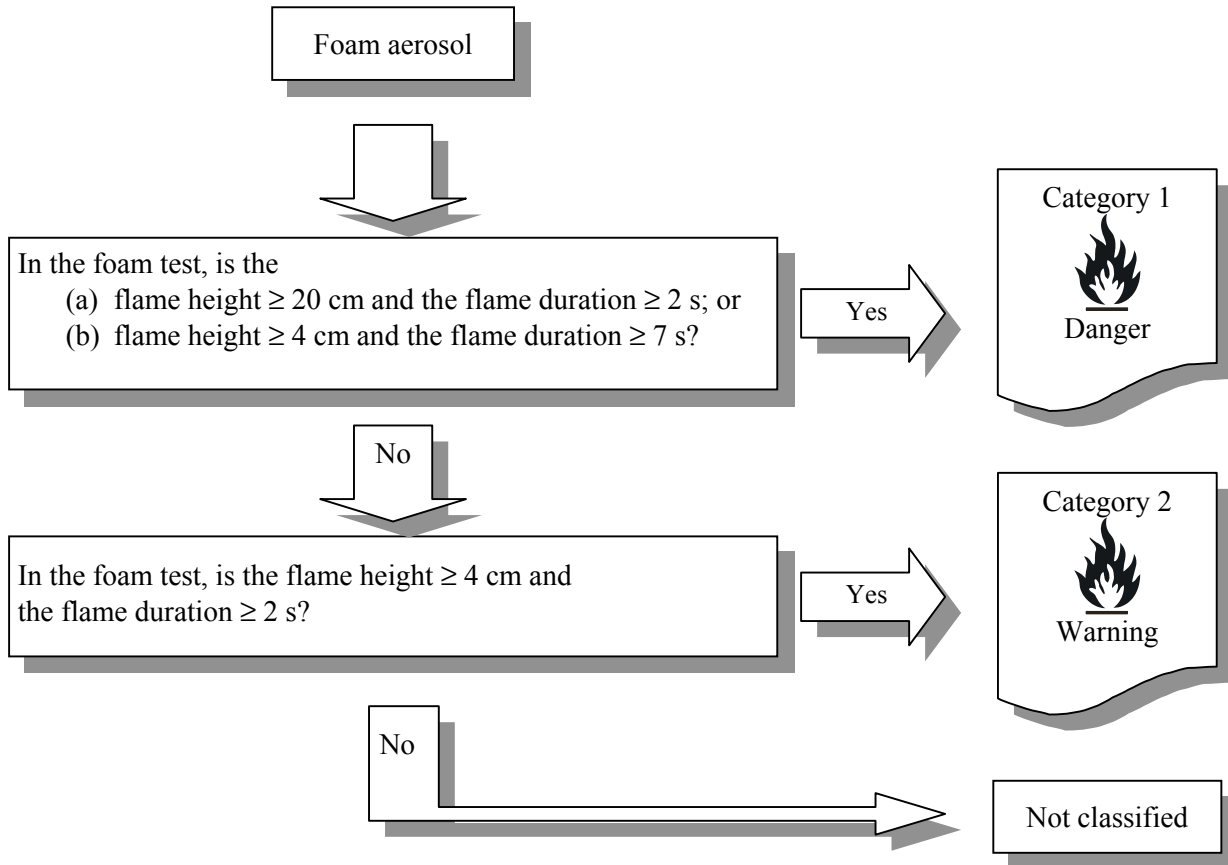 Foam aerosol
In the foam test, is the
(a) flame height ≥ 20 cm and the flame duration ≥ 2 s; or
(b) flame height ≥ 4 cm and the flame duration ≥ 7 s?
Yes
Category 1
Danger
No
In the foam test, is the flame height ≥ 4 cm and
the flame duration ≥ 2 s?
Yes
Category 2
Warning
No
Not classified